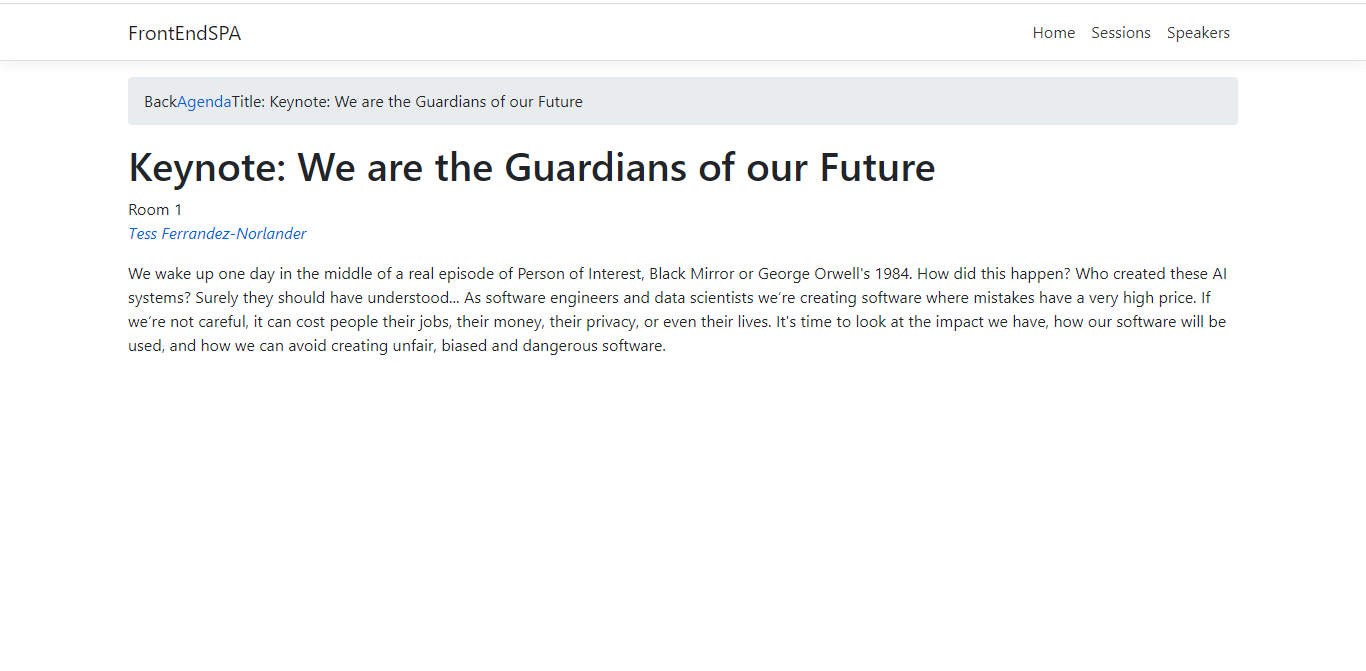 FrontEndSPA
Home Sessions Speakers
BackAgendaTitle: Keynote: We are the Guardians of our Future
Keynote: We are the Guardians of our Future
Room 1
Tess Ferrandez-Norlander
We wake up one day in the middle of a real episode of Person of Interest, Black Mirror or George Orwell's 1984. How did this happen? Who created these AI
systems? Surely they should have understood... As software engineers and data scientists we’re creating software where mistakes have a very high price. If
we’re not careful, it can cost people their jobs, their money, their privacy, or even their lives. It's time to look at the impact we have, how our software will be
used, and how we can avoid creating unfair, biased and dangerous software.